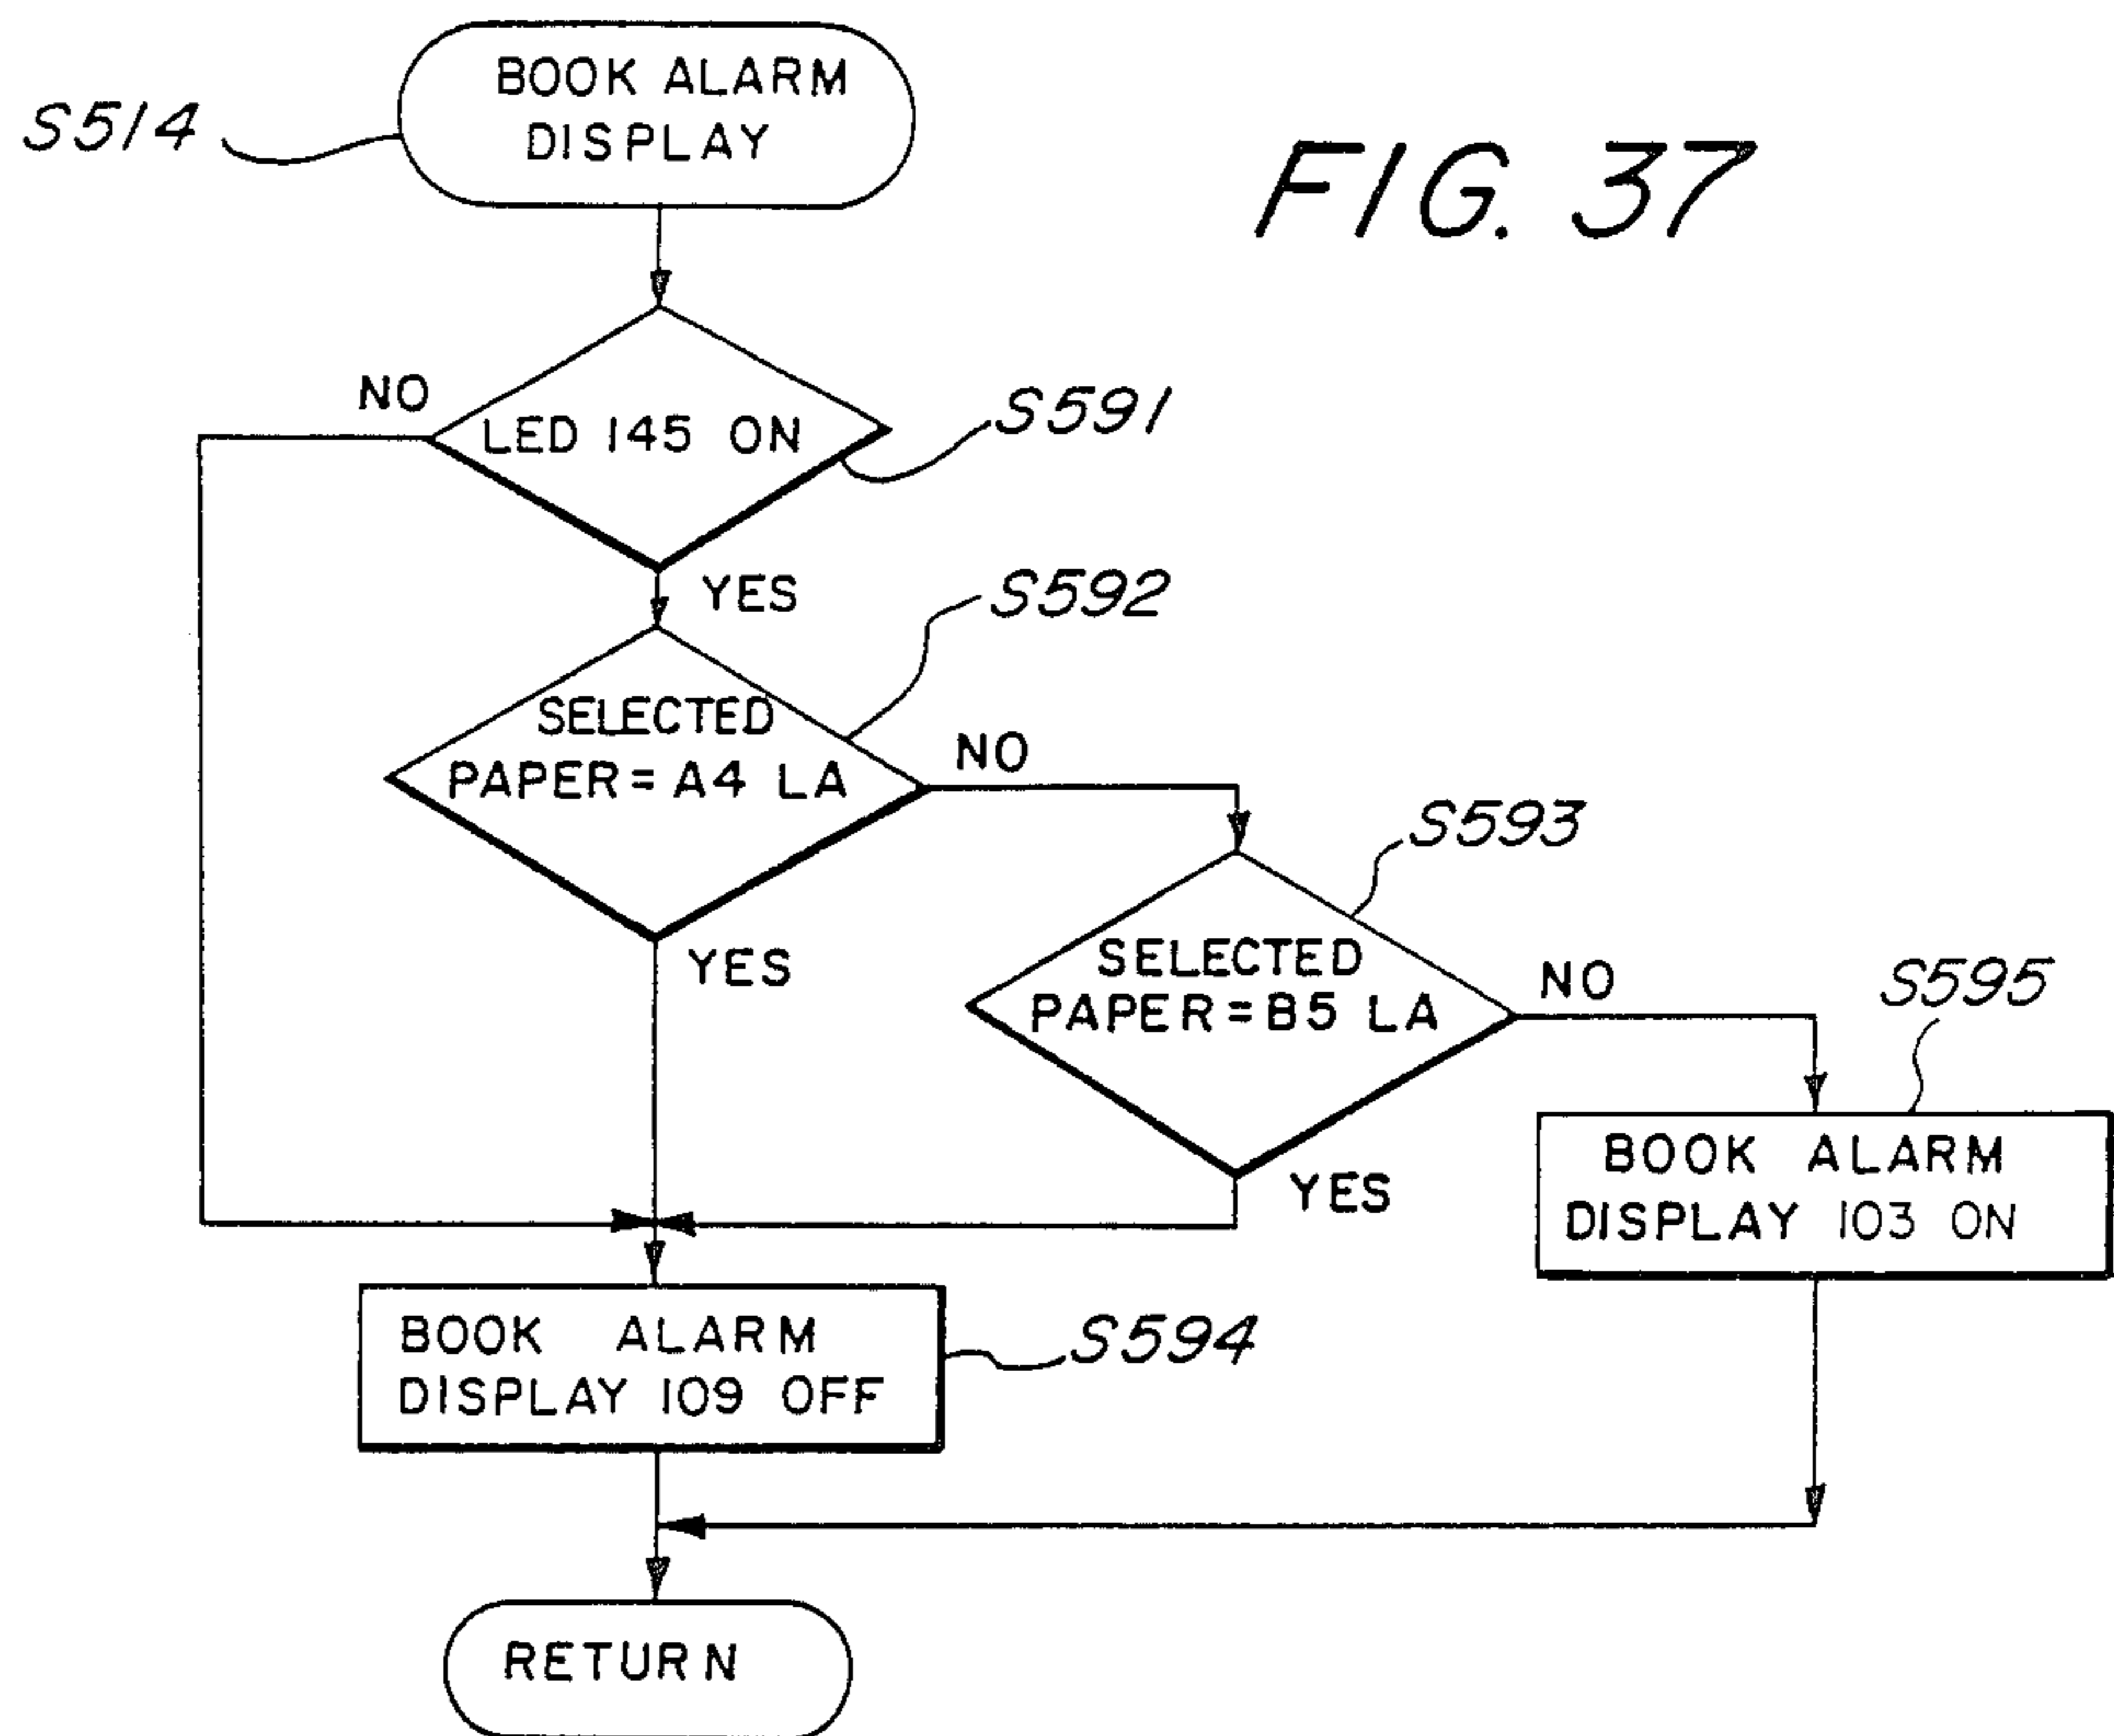 BOOK ALARM
DISPLAY
S514
FIG. 37
NO
LED 145 ON
S591
YES
S592
SELECTED
PAPER = A4 LA
NO
S593
YES
SELECTED
PAPER = B5 LA
NO
S595
YES
BOOK ALARM
DISPLAY 103 ON
BOOK ALARM
DISPLAY 109 OFF
S594
RETURN